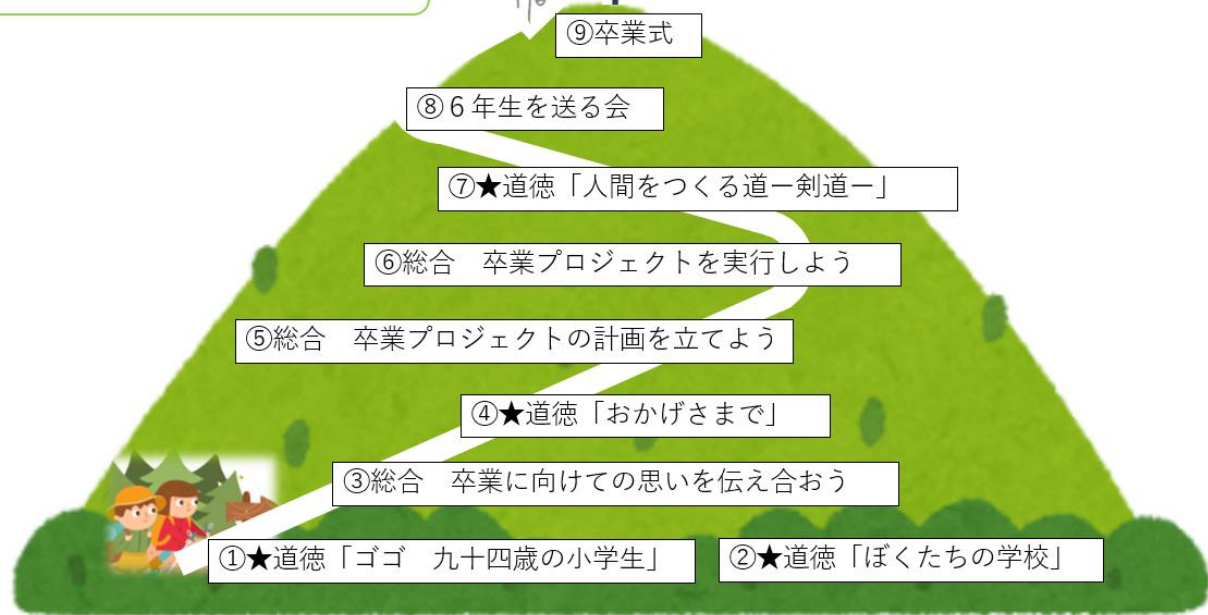 ⑨卒業式
⑧６年生を送る会
⑦★道徳「人間をつくる道ー剣道ー」
⑥総合　卒業プロジェクトを実行しよう
⑤総合　卒業プロジェクトの計画を立てよう
④★道徳「おかげさまで」
③総合　卒業に向けての思いを伝え合おう
①★道徳「ゴゴ　九十四歳の小学生」
②★道徳「ぼくたちの学校」